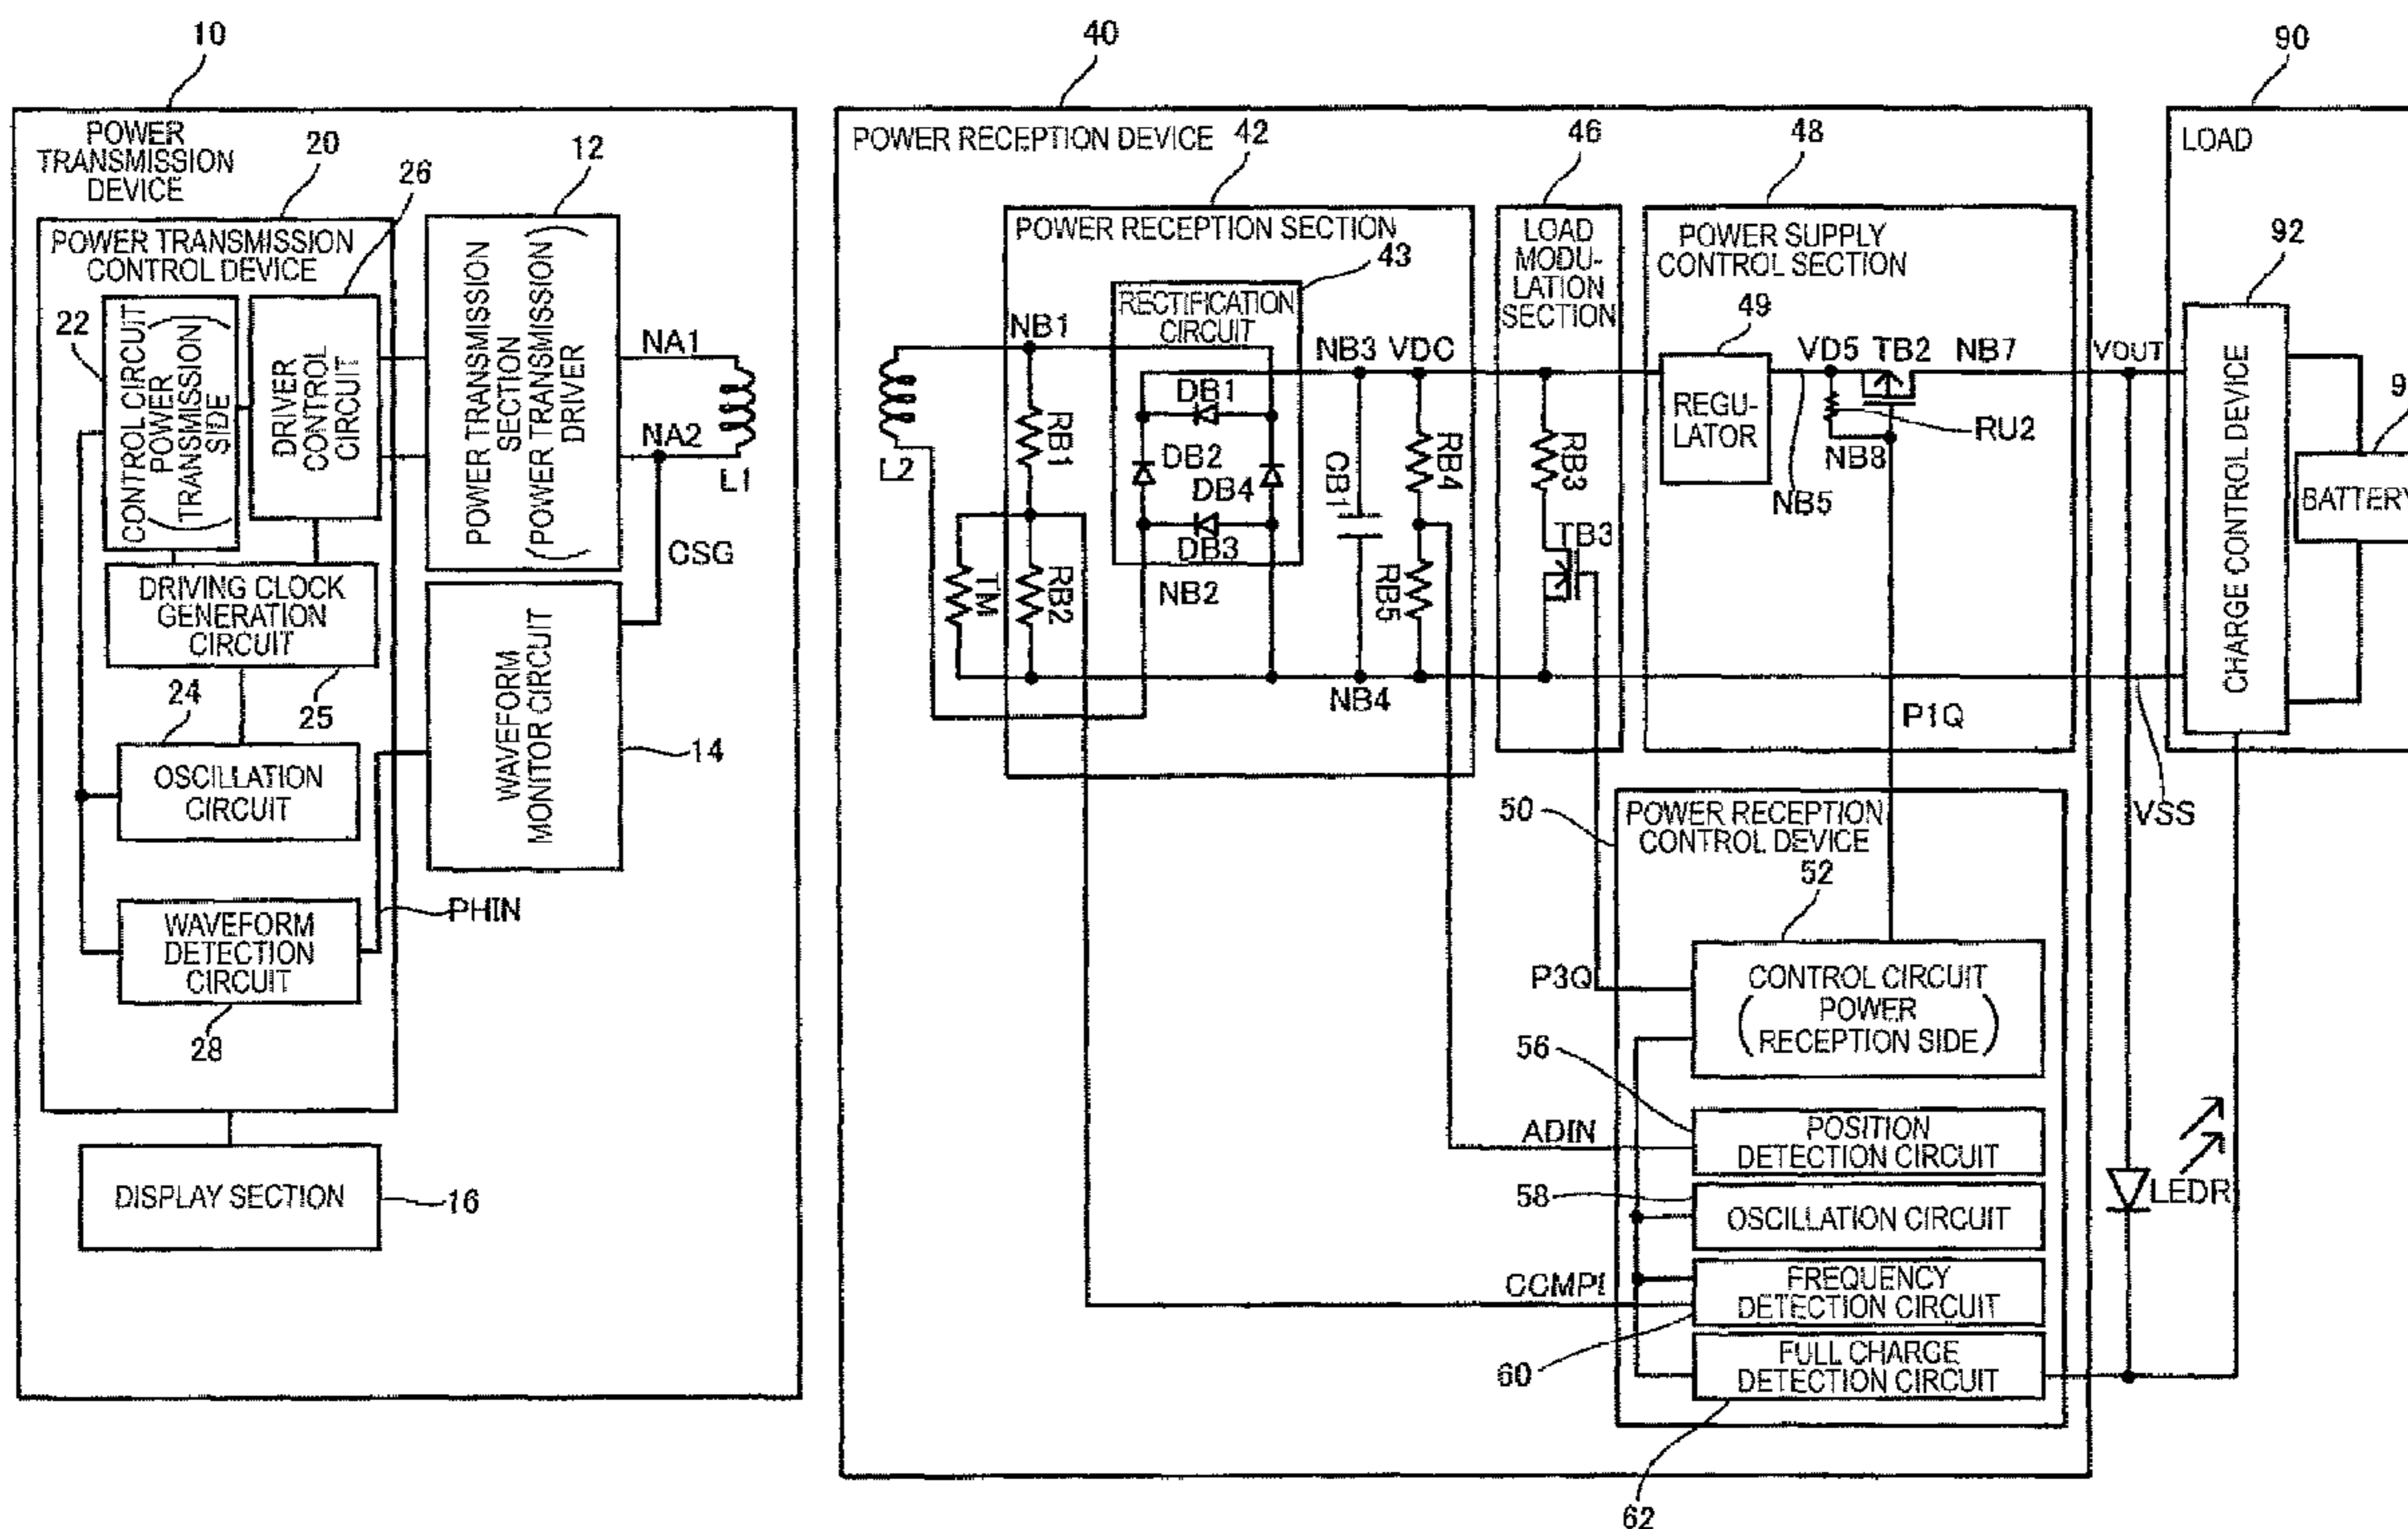 10
POWER
TRANSMISSION
DEVICE
20
26
12
POWER TRANSMISSION
CONTROL DEVICE
22
CONTROL CIRCUIT
(POWER
TRANSMISSION
SIDE)
DRIVER
CONTROL
CIRCUIT
POWER TRANSMISSION
SECTION
(POWER TRANSMISSION
DRIVER)
NA1
NA2
L1
CSG
DRIVING CLOCK
GENERATION
CIRCUIT
25
24
OSCILLATION
CIRCUIT
WAVEFORM
MONITOR CIRCUIT
14
PHIN
WAVEFORM
DETECTION
CIRCUIT
28
DISPLAY SECTION
16
40
POWER RECEPTION DEVICE
42
POWER RECEPTION SECTION
43
RECTIFICATION
CIRCUIT
NB1
L2
RB1
DB1
DB2
DB4
DB3
NB2
TM
RB2
NB3
VDC
CB1
RB4
RB5
NB4
46
LOAD
MODU-
LATION
SECTION
RB3
TB3
48
POWER SUPPLY
CONTROL SECTION
49
REGU-
LATOR
VD5
TB2
NB7
RU2
NB8
NB5
P1Q
VOUT
VSS
90
LOAD
92
CHARGE CONTROL DEVICE
BATTERY
50
POWER RECEPTION
CONTROL DEVICE
52
P3Q
CONTROL CIRCUIT
(POWER
RECEPTION SIDE)
56
ADIN
POSITION
DETECTION CIRCUIT
58
OSCILLATION CIRCUIT
CCMPI
FREQUENCY
DETECTION CIRCUIT
60
FULL CHARGE
DETECTION CIRCUIT
62
LEDR